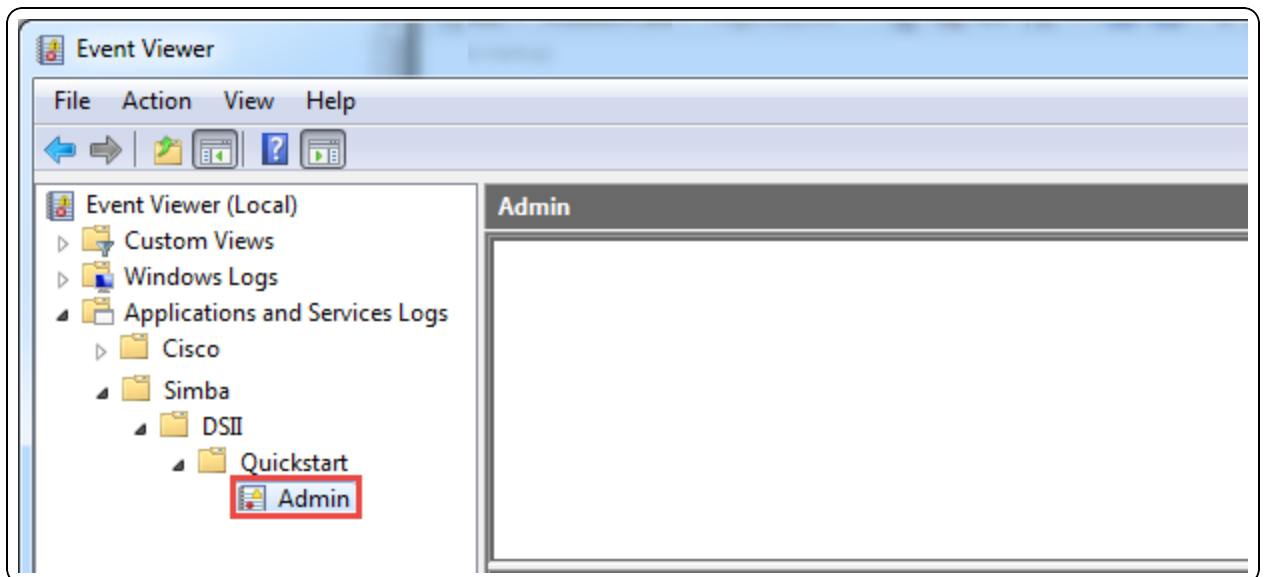 Event Viewer
File Action View Help
Event Viewer (Local)
Custom Views
Windows Logs
Applications and Services Logs
Cisco
Simba
DSII
Quickstart
Admin
Admin